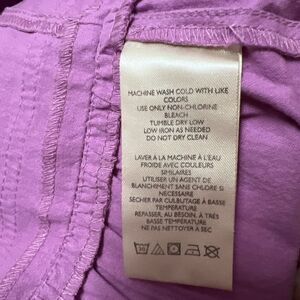 MACHINE WASH COLD WITH LIKE
COLORS
USE ONLY NON-CHLORINE
BLEACH
TUMBLE DRY LOW
LOW IRON AS NEEDED
DO NOT DRY CLEAN
LAVER À LA MACHINE À L'EAU
FROIDE AVEC COULEURS
SIMILAIRES
UTILISER UN AGENT DE
BLANCHIMENT SANS CHLORE SI
NECESSAIRE
SÉCHER PAR CULBUTAGE À BASSE
TEMPÉRATURE
REPASSER, AU BESOIN, À TRÈS
BASSE TEMPÉRATURE
NE PAS NETTOYER À SEC